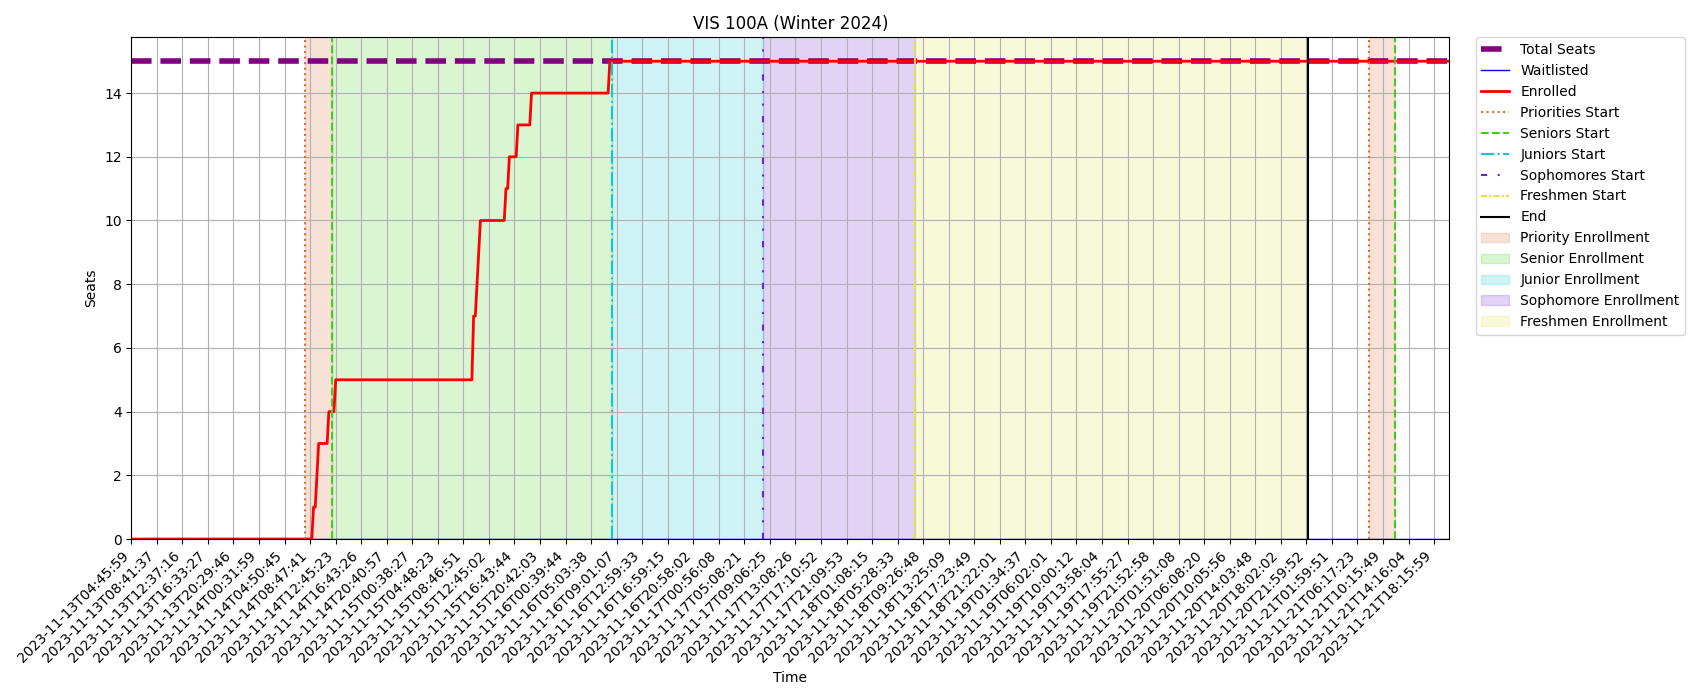 VIS 100A (Winter 2024)
Seats
14
12
10
8
6
4
2
0
2023-11-13T04:45:59
2023-11-13T08:41:37
2023-11-13T12:37:16
2023-11-13T16:33:27
2023-11-13T20:29:46
2023-11-14T00:31:59
2023-11-14T04:50:45
2023-11-14T08:47:41
2023-11-14T12:45:23
2023-11-14T16:43:26
2023-11-14T20:40:57
2023-11-15T00:38:27
2023-11-15T04:48:23
2023-11-15T08:46:51
2023-11-15T12:45:02
2023-11-15T16:43:44
2023-11-15T20:42:03
2023-11-16T00:39:44
2023-11-16T05:03:38
2023-11-16T09:01:07
2023-11-16T12:59:33
2023-11-16T16:59:15
2023-11-16T20:58:02
2023-11-17T00:56:08
2023-11-17T05:08:21
2023-11-17T09:06:25
2023-11-17T13:08:26
2023-11-17T17:10:52
2023-11-17T21:09:53
2023-11-18T01:08:15
2023-11-18T05:28:33
2023-11-18T09:26:48
2023-11-18T13:25:09
2023-11-18T17:23:49
2023-11-18T21:22:01
2023-11-19T01:34:37
2023-11-19T06:02:01
2023-11-19T10:00:12
2023-11-19T13:58:04
2023-11-19T17:55:27
2023-11-19T21:52:58
2023-11-20T01:51:08
2023-11-20T06:08:20
2023-11-20T10:05:56
2023-11-20T14:03:48
2023-11-20T18:02:02
2023-11-20T21:59:52
2023-11-21T01:59:51
2023-11-21T06:17:23
2023-11-21T10:15:49
2023-11-21T14:16:04
2023-11-21T18:15:59
Time
Total Seats
Waitlisted
Enrolled
Priorities Start
Seniors Start
Juniors Start
Sophomores Start
Freshmen Start
End
Priority Enrollment
Senior Enrollment
Junior Enrollment
Sophomore Enrollment
Freshmen Enrollment